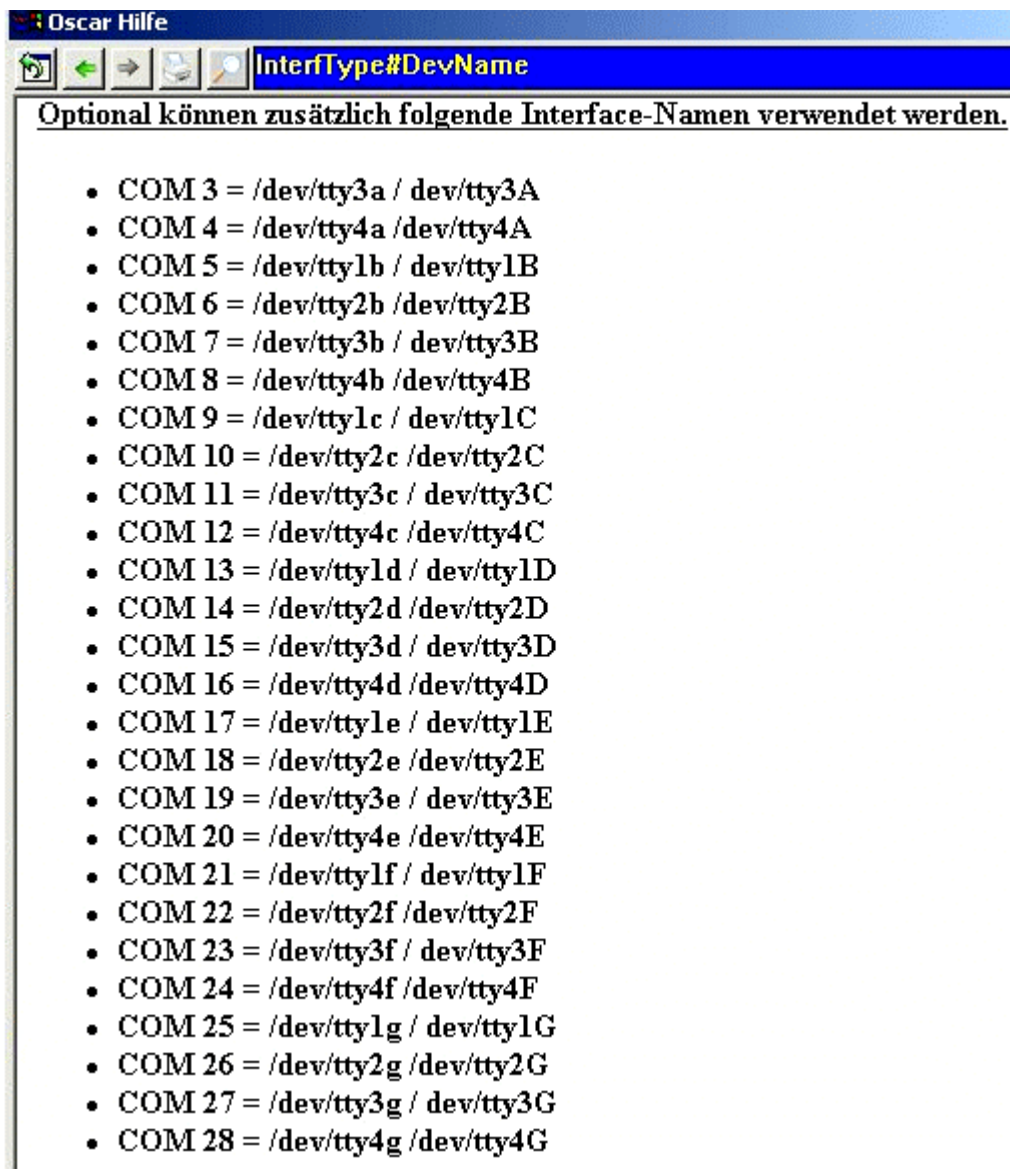 Oscar Hilfe
InterfType#DevName
Optional können zusätzlich folgende Interface-Namen verwendet werden.
• COM 3 = /dev/tty3a / dev/tty3A
• COM 4 = /dev/tty4a /dev/tty4A
• COM 5 = /dev/tty1b / dev/tty1B
• COM 6 = /dev/tty2b /dev/tty2B
• COM 7 = /dev/tty3b / dev/tty3B
• COM 8 = /dev/tty4b /dev/tty4B
• COM 9 = /dev/tty1c / dev/tty1C
• COM 10 = /dev/tty2c /dev/tty2C
• COM 11 = /dev/tty3c / dev/tty3C
• COM 12 = /dev/tty4c /dev/tty4C
• COM 13 = /dev/tty1d / dev/tty1D
• COM 14 = /dev/tty2d /dev/tty2D
• COM 15 = /dev/tty3d / dev/tty3D
• COM 16 = /dev/tty4d /dev/tty4D
• COM 17 = /dev/tty1e / dev/tty1E
• COM 18 = /dev/tty2e /dev/tty2E
• COM 19 = /dev/tty3e / dev/tty3E
• COM 20 = /dev/tty4e /dev/tty4E
• COM 21 = /dev/tty1f / dev/tty1F
• COM 22 = /dev/tty2f /dev/tty2F
• COM 23 = /dev/tty3f / dev/tty3F
• COM 24 = /dev/tty4f /dev/tty4F
• COM 25 = /dev/tty1g / dev/tty1G
• COM 26 = /dev/tty2g /dev/tty2G
• COM 27 = /dev/tty3g / dev/tty3G
• COM 28 = /dev/tty4g /dev/tty4G